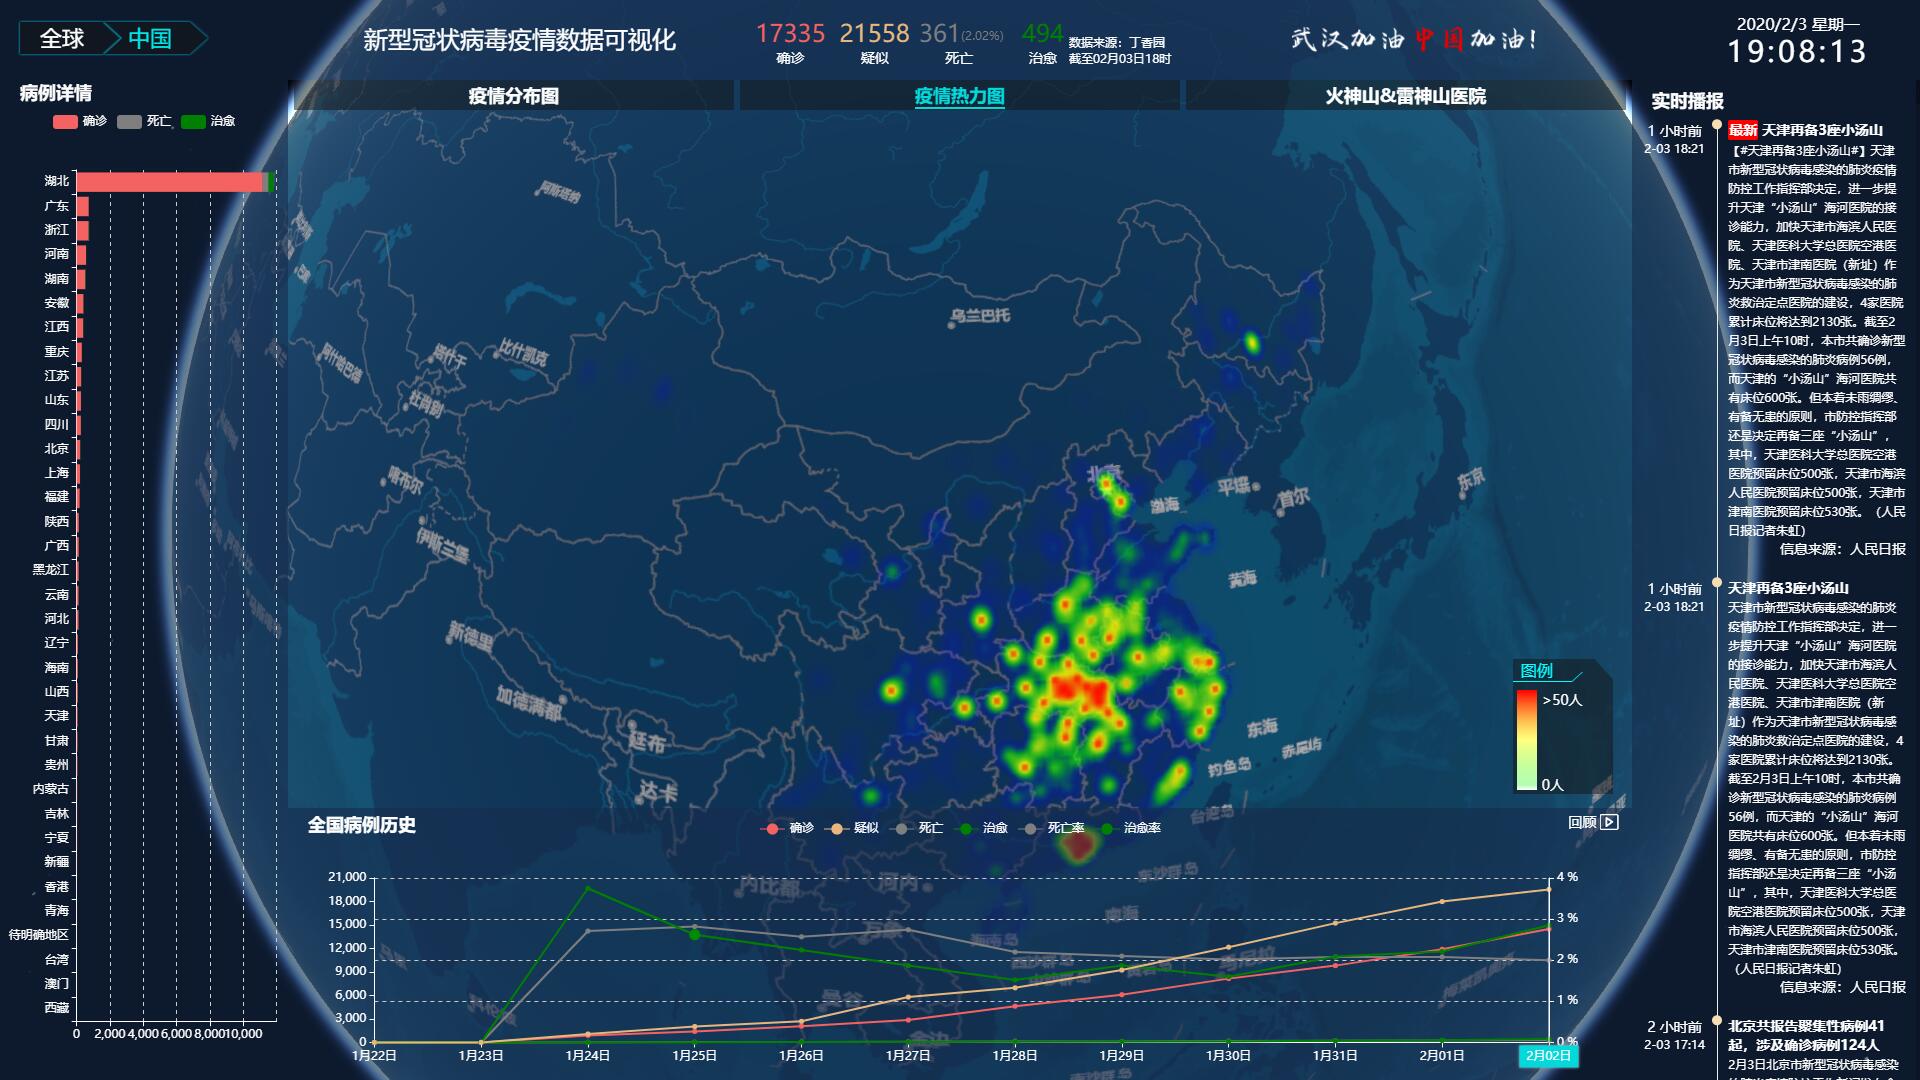 全球
中国
新型冠状病毒疫情数据可视化
17335
确诊
21558
疑似
361(2.02%)
死亡
494
治愈
数据来源：丁香园
截至02月03日18时
武汉加油中国加油!
2020/2/3 星期一
19:08:13
病例详情
确诊 死亡 治愈
湖北
广东
浙江
河南
湖南
安徽
江西
重庆
江苏
山东
四川
北京
上海
福建
陕西
广西
黑龙江
云南
河北
辽宁
海南
山西
天津
甘肃
贵州
内蒙古
吉林
宁夏
新疆
香港
青海
待明确地区
台湾
澳门
西藏
0 2,000 4,000 6,000 8,000 10,000
疫情分布图
疫情热力图
火神山&雷神山医院
阿斯塔纳
乌兰巴托
塔什干
比什凯克
杜尚别
喀布尔
伊斯兰堡
新德里
加德满都
廷布
达卡
北京
渤海
平壤
首尔
东京
黄海
东海
钓鱼岛
赤尾屿
台湾岛
东沙群岛
南海
海南岛
内比都
河内
万象
曼谷
图例
>50人
0人
全国病例历史
确诊 疑似 死亡 治愈 死亡率 治愈率
回顾
21,000
18,000
15,000
12,000
9,000
6,000
3,000
0
4 %
3 %
2 %
1 %
0 %
1月22日 1月23日 1月24日 1月25日 1月26日 1月27日 1月28日 1月29日 1月30日 1月31日 2月01日 2月02日
实时播报
1 小时前
2-03 18:21
最新 天津再备3座小汤山
【#天津再备3座小汤山#】天津
市新型冠状病毒感染的肺炎疫情
防控工作指挥部决定，进一步提
升天津“小汤山”海河医院的接
诊能力，加快天津市海滨人民医
院、天津医科大学总医院空港医
院、天津市津南医院（新址）作
为天津市新型冠状病毒感染的肺
炎救治定点医院的建设，4家医院
累计床位将达到2130张。截至2
月3日上午10时，本市共确诊新型
冠状病毒感染的肺炎病例56例，
而天津的“小汤山”海河医院共
有床位600张。但本着未雨绸缪、
有备无患的原则，市防控指挥部
还是决定再备三座“小汤山”，
其中，天津医科大学总医院空港
医院预留床位500张，天津市海滨
人民医院预留床位500张，天津市
津南医院预留床位530张。（人民
日报记者朱虹）
信息来源：人民日报
1 小时前
2-03 18:21
天津再备3座小汤山
天津市新型冠状病毒感染的肺炎
疫情防控工作指挥部决定，进一
步提升天津“小汤山”海河医院
的接诊能力，加快天津市海滨人
民医院、天津医科大学总医院空
港医院、天津市津南医院（新
址）作为天津市新型冠状病毒感
染的肺炎救治定点医院的建设，4
家医院累计床位将达到2130张。
截至2月3日上午10时，本市共确
诊新型冠状病毒感染的肺炎病例
56例，而天津的“小汤山”海河
医院共有床位600张。但本着未雨
绸缪、有备无患的原则，市防控
指挥部还是决定再备三座“小汤
山”，其中，天津医科大学总医
院空港医院预留床位500张，天津
市海滨人民医院预留床位500张，
天津市津南医院预留床位530张。
（人民日报记者朱虹）
信息来源：人民日报
2 小时前
2-03 17:14
北京共报告聚集性病例41
起，涉及确诊病例124人
2月3日北京市新型冠状病毒感染